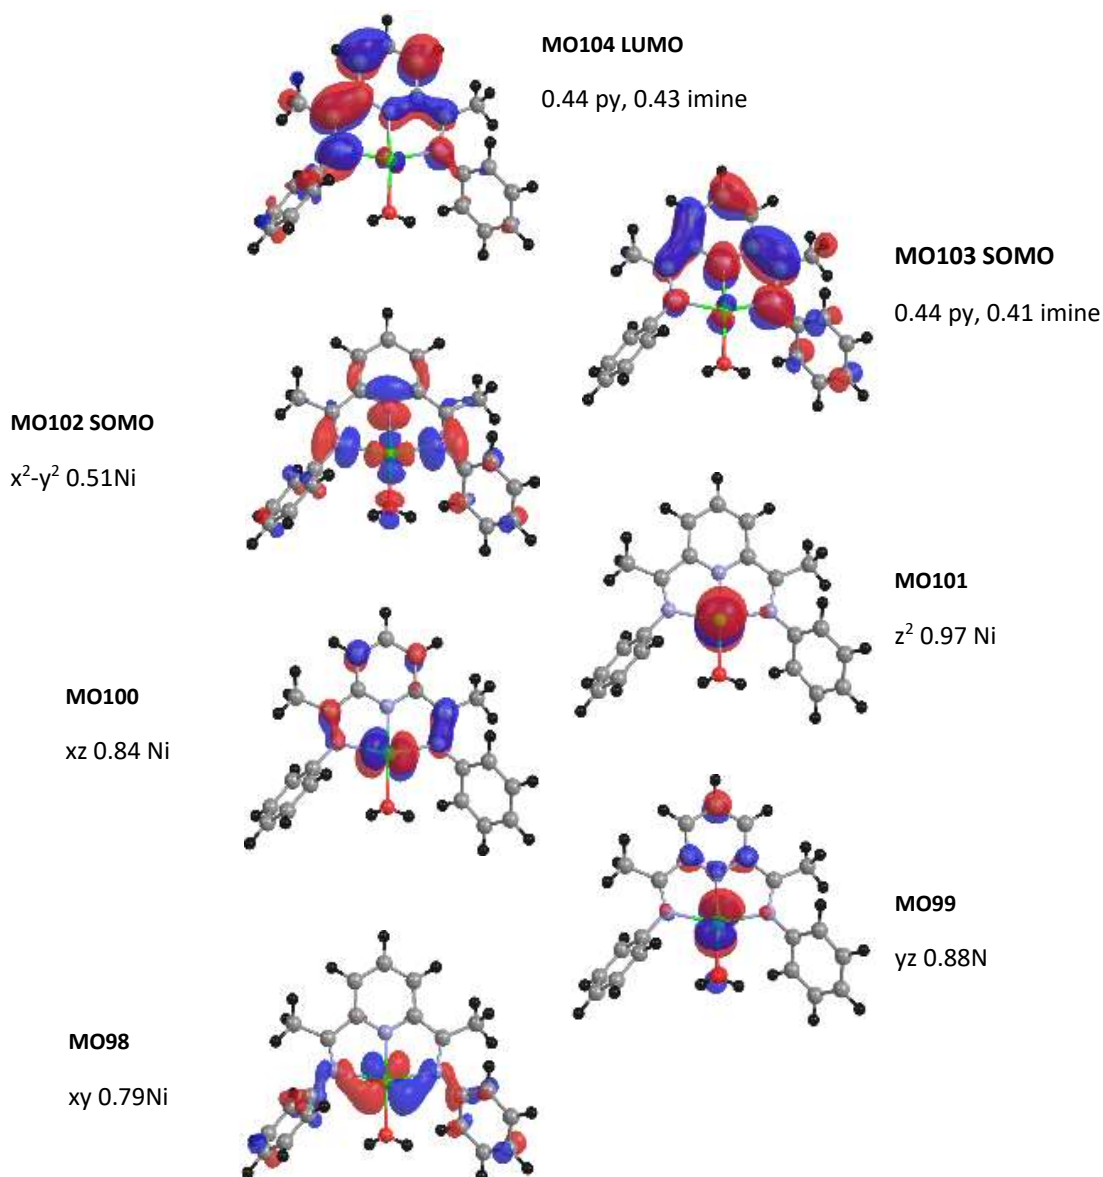 MO104 LUMO
0.44 py, 0.43 imine
MO103 SOMO
0.44 py, 0.41 imine
MO102 SOMO
x²-y² 0.51Ni
MO101
z² 0.97 Ni
MO100
xz 0.84 Ni
MO99
yz 0.88N
MO98
xy 0.79Ni